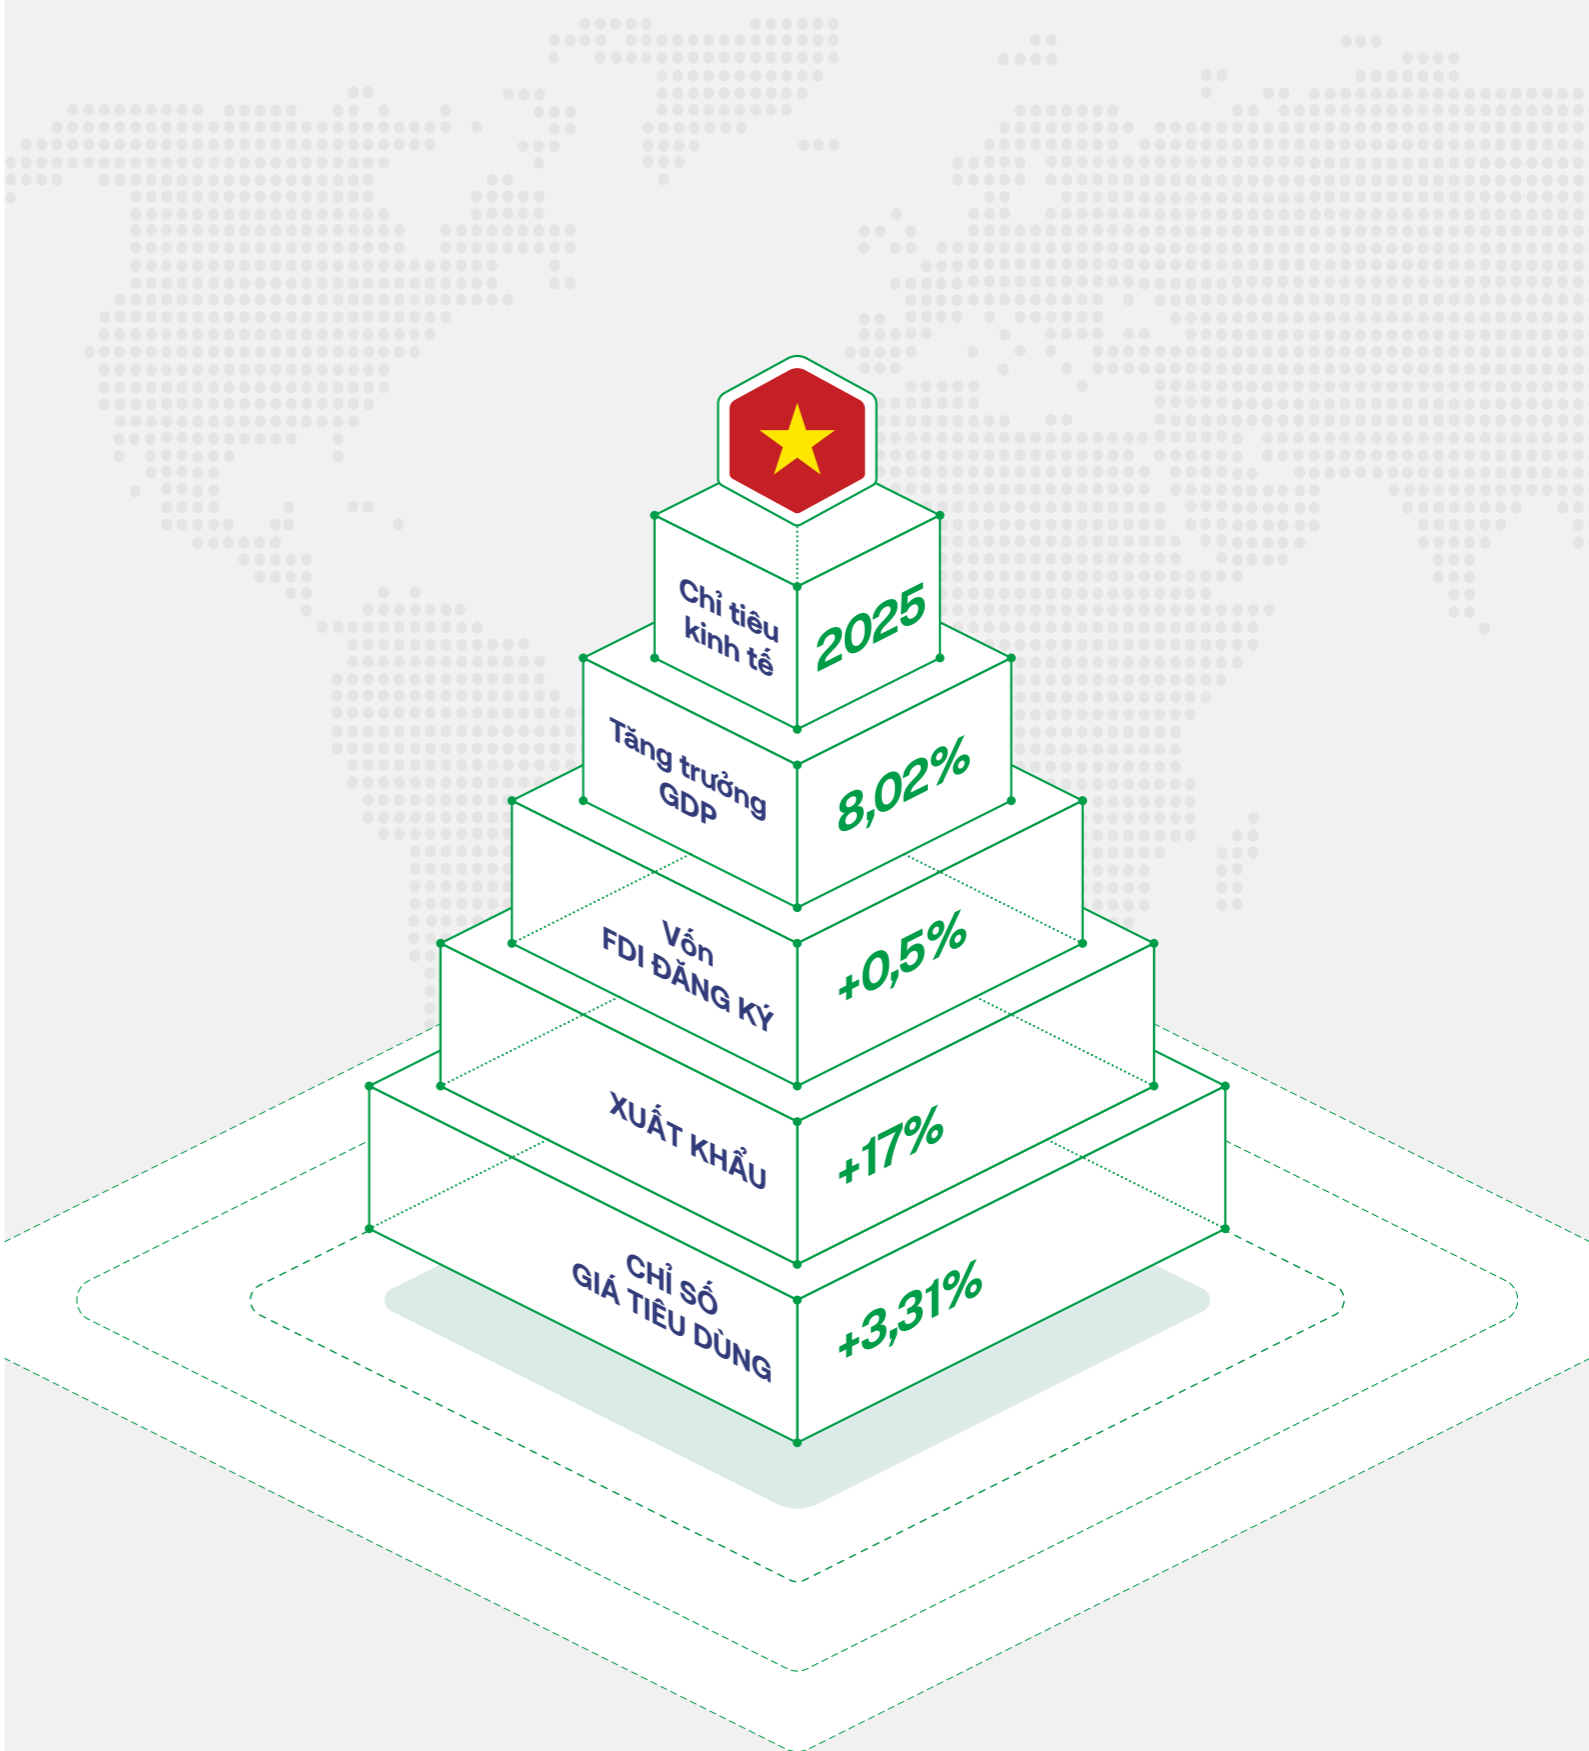 Chỉ tiêu
kinh tế
2025
Tăng trưởng
GDP
8,02%
Vốn
FDI ĐĂNG KÝ
+0,5%
XUẤT KHẨU
+17%
CHỈ SỐ
GIÁ TIÊU DÙNG
+3,31%